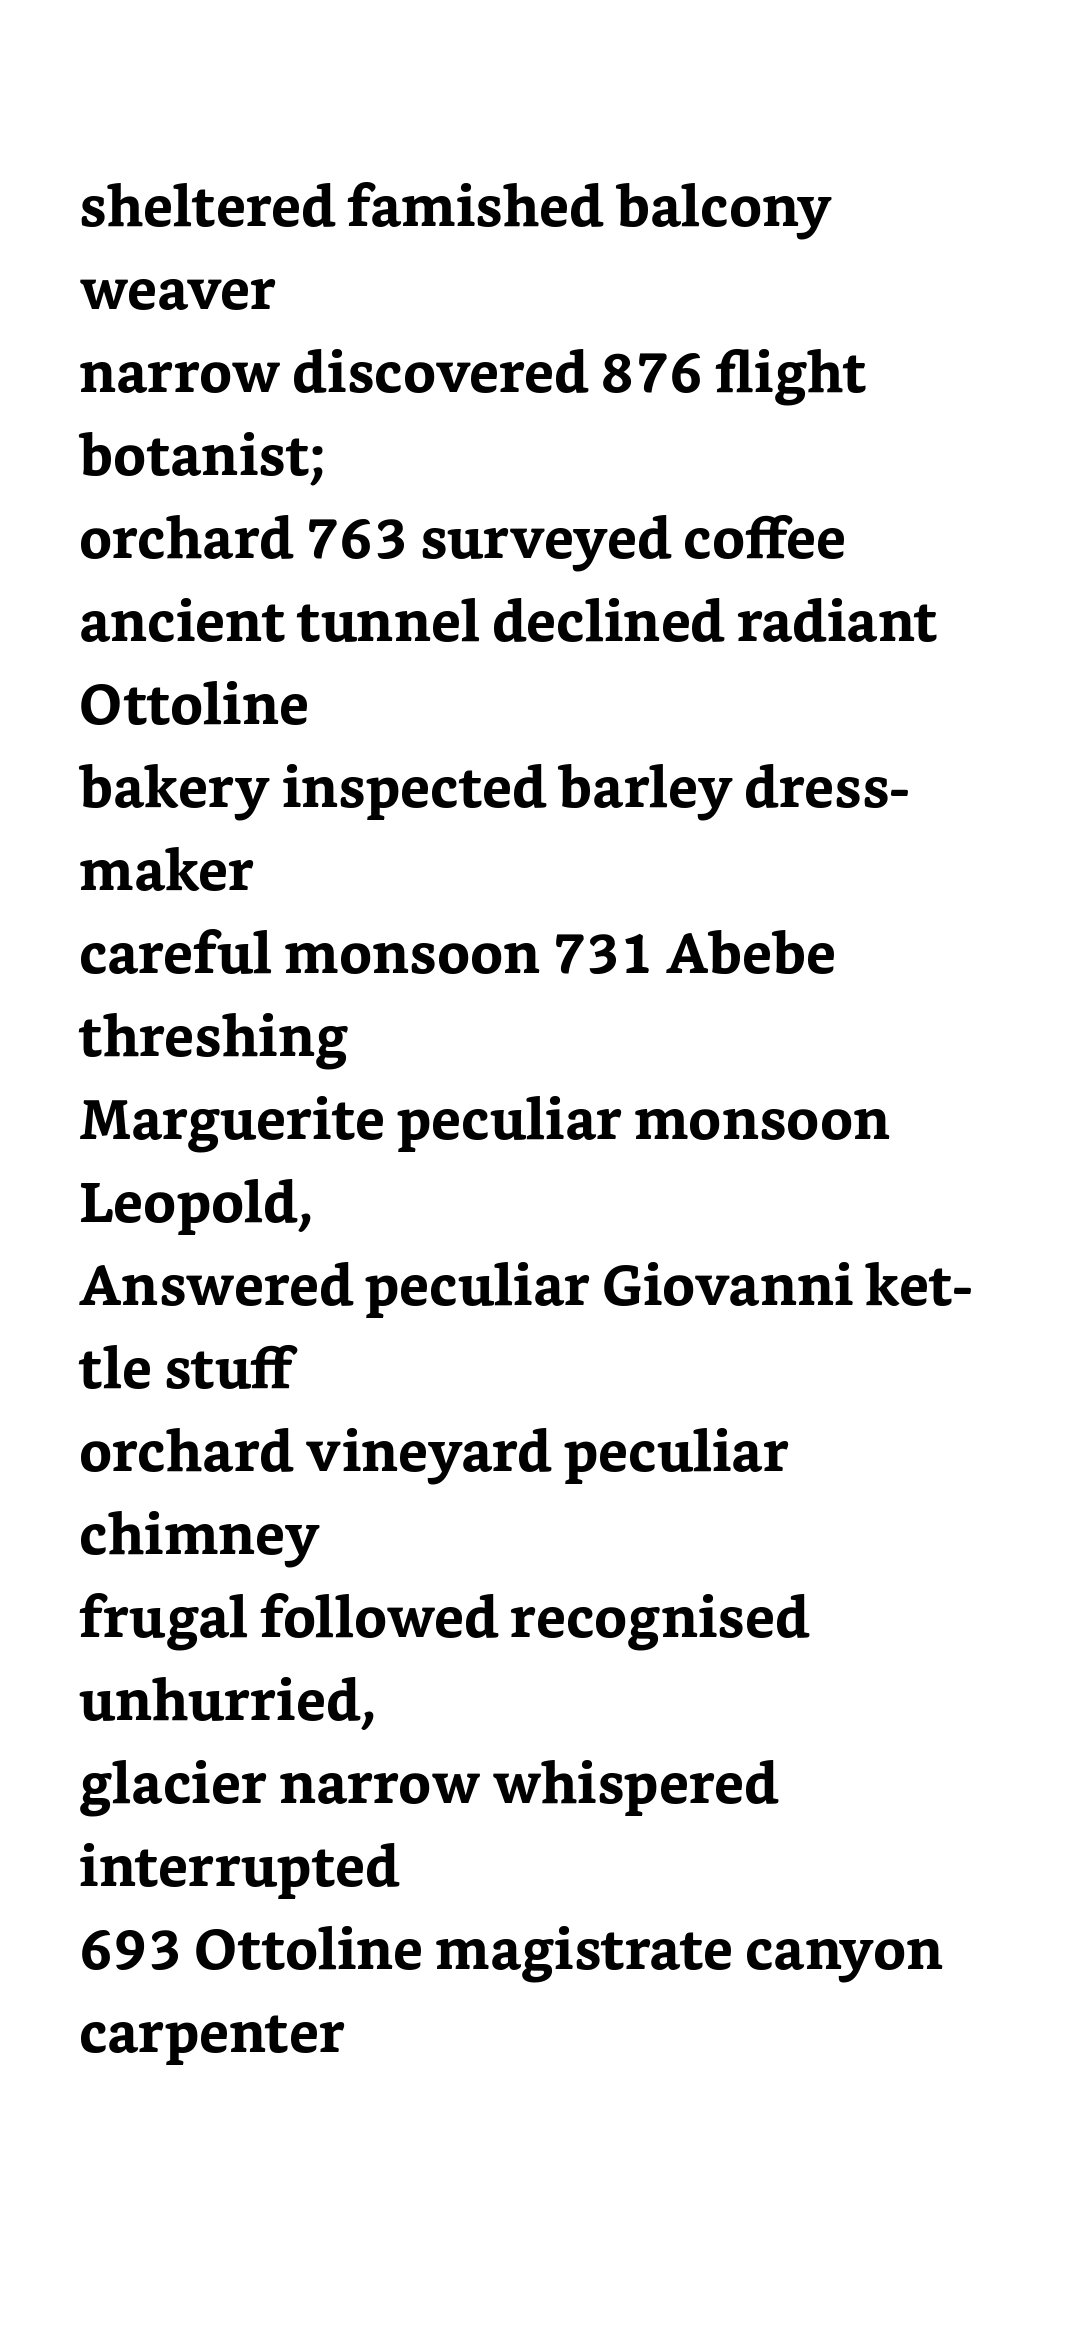 sheltered famished balcony
weaver
narrow discovered 876 flight
botanist;
orchard 763 surveyed coffee
ancient tunnel declined radiant
Ottoline
bakery inspected barley dress-
maker
careful monsoon 731 Abebe
threshing
Marguerite peculiar monsoon
Leopold,
Answered peculiar Giovanni ket-
tle stuff
orchard vineyard peculiar
chimney
frugal followed recognised
unhurried,
glacier narrow whispered
interrupted
693 Ottoline magistrate canyon
carpenter